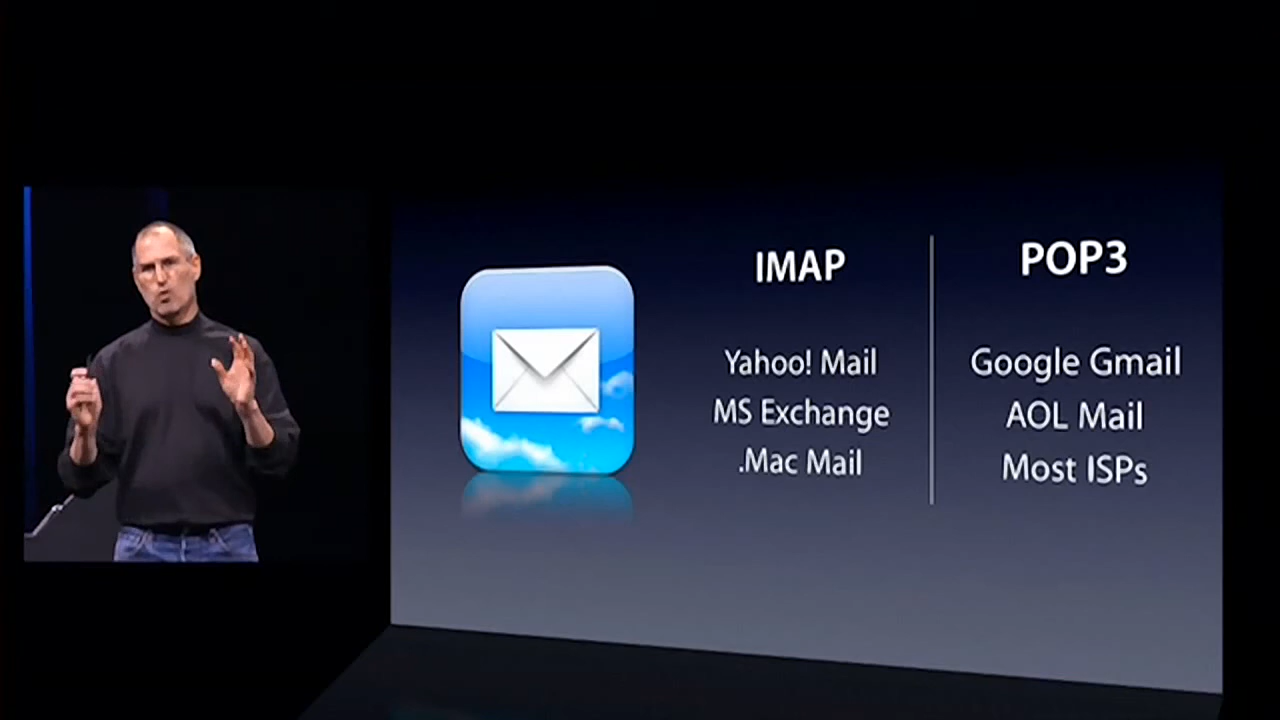 IMAP
Yahoo! Mail
MS Exchange
.Mac Mail
POP3
Google Gmail
AOL Mail
Most ISPs